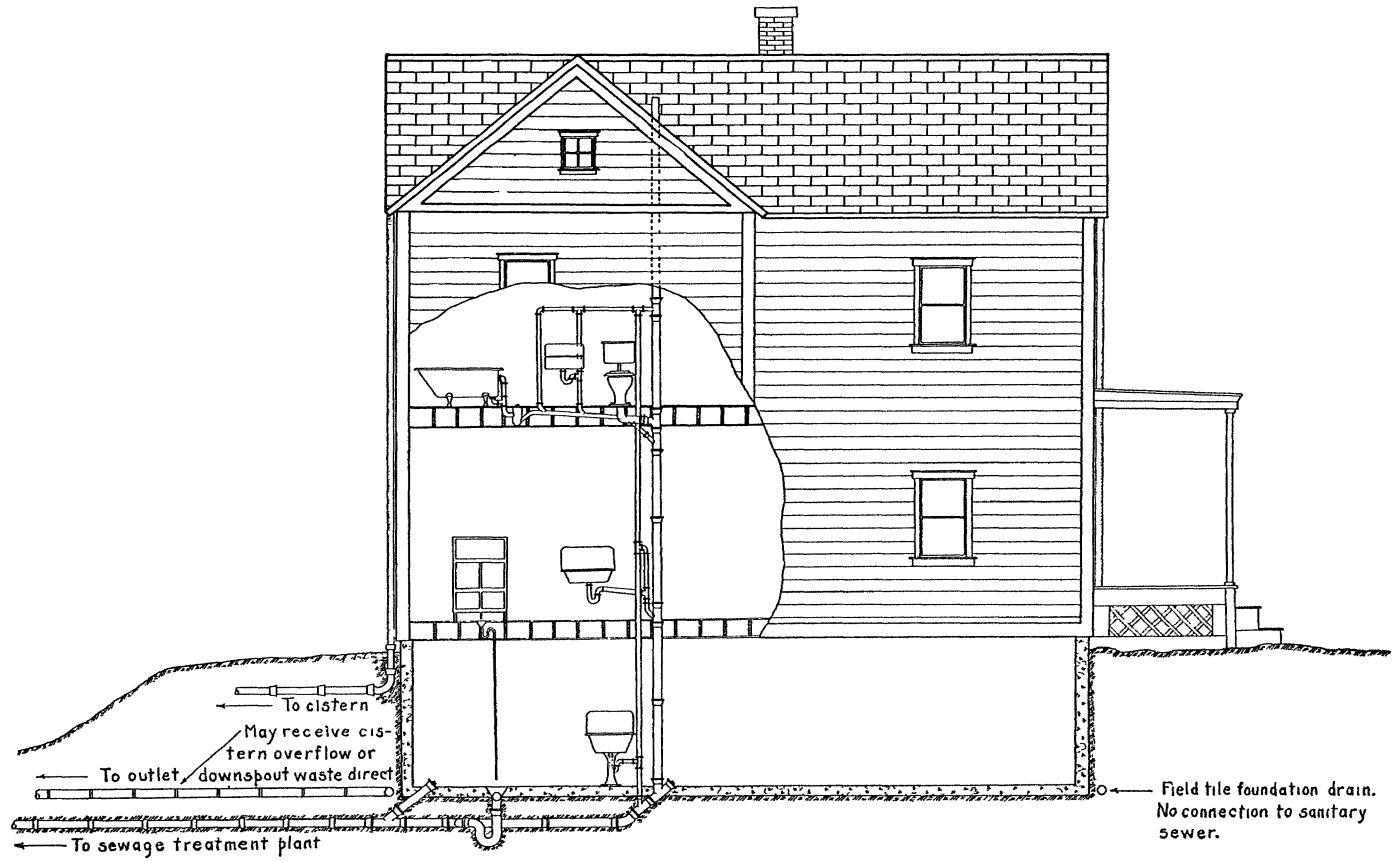 To cistern
May receive cis-
tern overflow or
To outlet downspout waste direct
To sewage treatment plant
Field tile foundation drain.
No connection to sanitary
sewer.